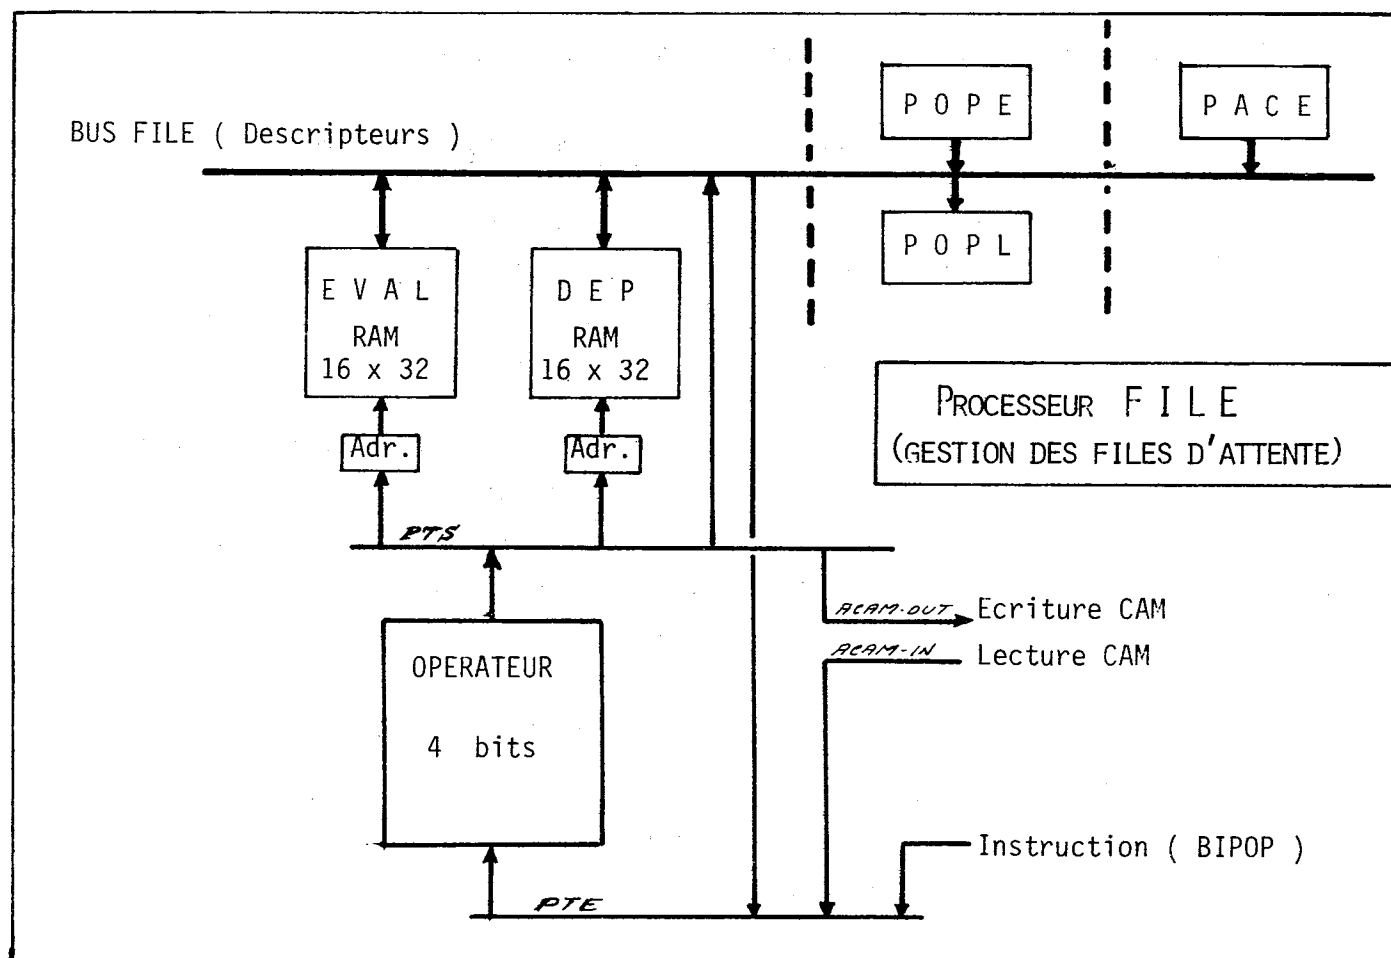 P O P E
P A C E
BUS FILE ( Descripteurs )
P O P L
E V A L
RAM
16 x 32
D E P
RAM
16 x 32
PROCESSEUR F I L E
(GESTION DES FILES D'ATTENTE)
Adr.
Adr.
PTS
ACAM-OUT
Ecriture CAM
ACAM-IN
Lecture CAM
OPERATEUR
4 bits
Instruction ( BIPOP )
PTE